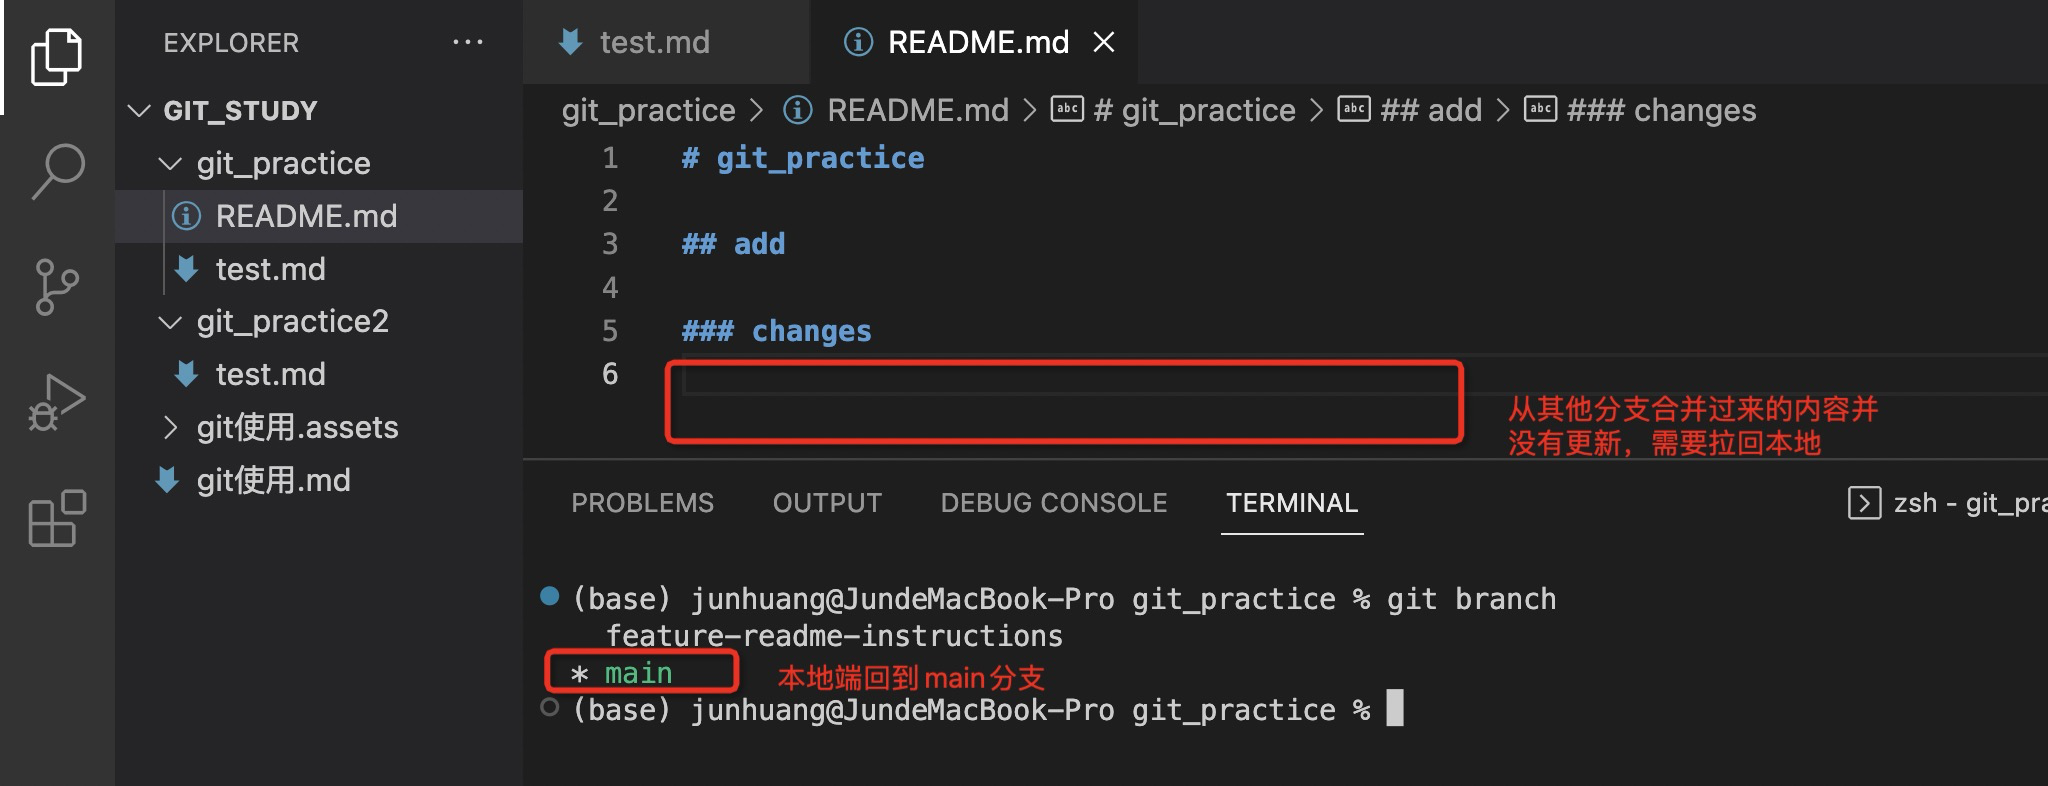 EXPLORER ...
GIT_STUDY
git_practice
README.md
test.md
git_practice2
test.md
git使用.assets
git使用.md
test.md
README.md
git_practice > README.md > # git_practice > ## add > ### changes
1 # git_practice
2
3 ## add
4
5 ### changes
6
从其他分支合并过来的内容并
没有更新，需要拉回本地
PROBLEMS OUTPUT DEBUG CONSOLE TERMINAL
zsh - git_pra
(base) junhuang@JundeMacBook-Pro git_practice % git branch
feature-readme-instructions
* main
本地端回到 main 分支
(base) junhuang@JundeMacBook-Pro git_practice %